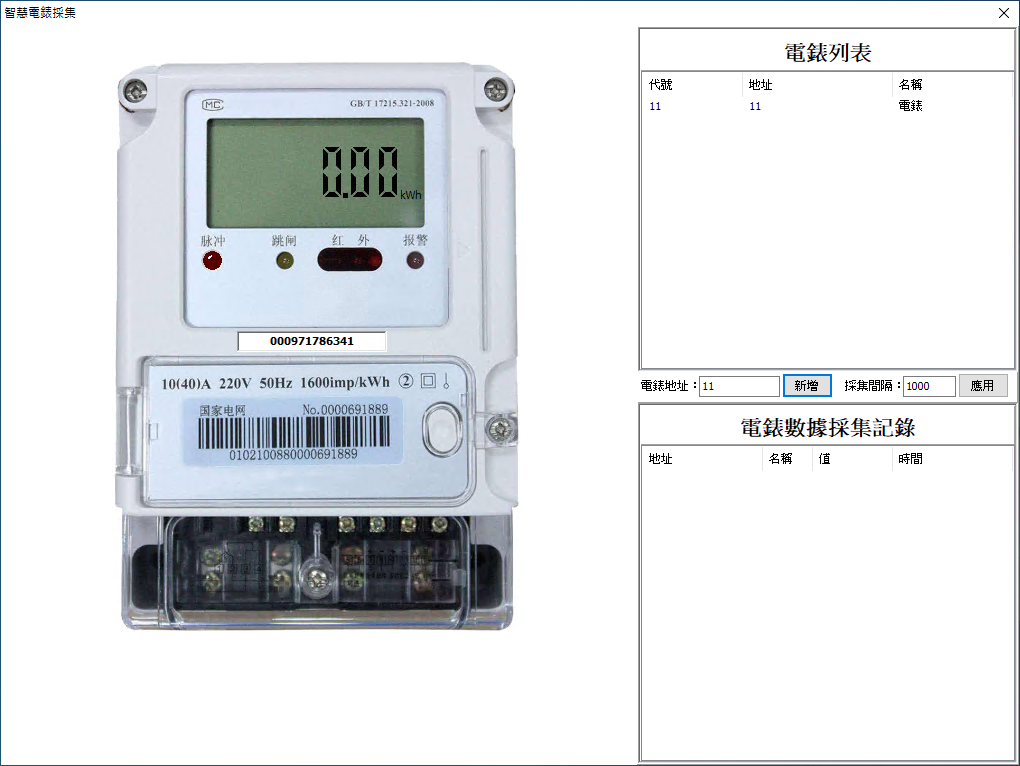 智慧電錶採集
MC
GB/T 17215.321-2008
0.00 kWh
脉冲 跳闸 红 外 报警
000971786341
10(40)A 220V 50Hz 1600imp/kWh ②
国家电网 No.0000691889
0102100880000691889
電錶列表
代號 地址 名稱
11 11 電錶
電錶地址：11 新增 採集間隔：1000 應用
電錶數據採集記錄
地址 名稱 值 時間